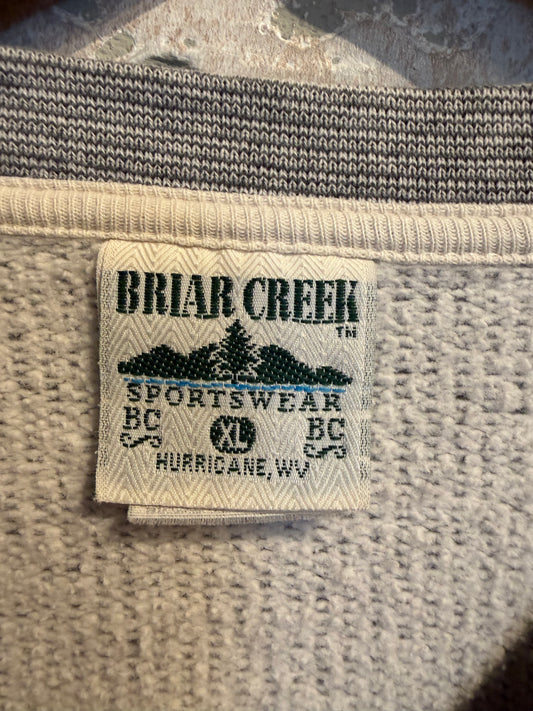 BRIAR CREEK
TM
SPORTSWEAR
BC XL BC
HURRICANE, WV